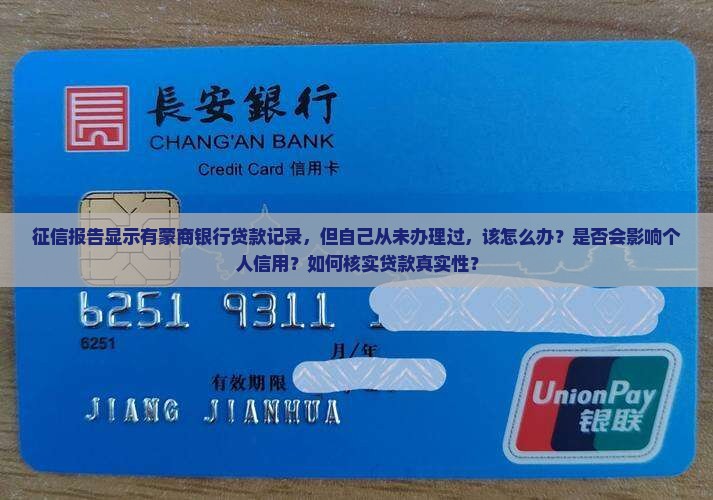 長安銀行
CHANG'AN BANK
Credit Card 信用卡
征信报告显示有蒙商银行贷款记录，但自己从未办理过，该怎么办？是否会影响个
人信用？如何核实贷款真实性？
6251 9311 1
6251
月/年
有效期限
JIANG JIANHUA
UnionPay
银联